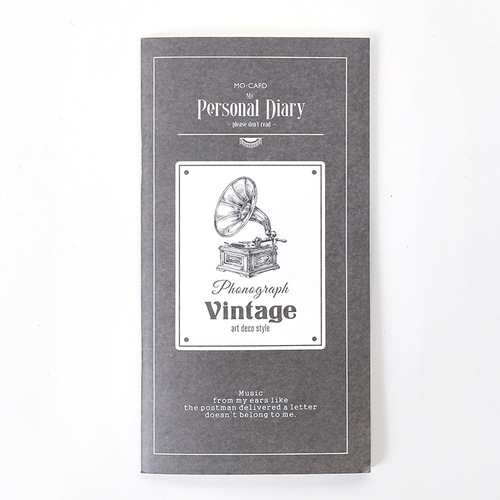 MO-CARD
My
Personal Diary
- please don't read -
Phonograph
Vintage
art deco style
Music
from my ears like
the postman delivered a letter
doesn't belong to me.